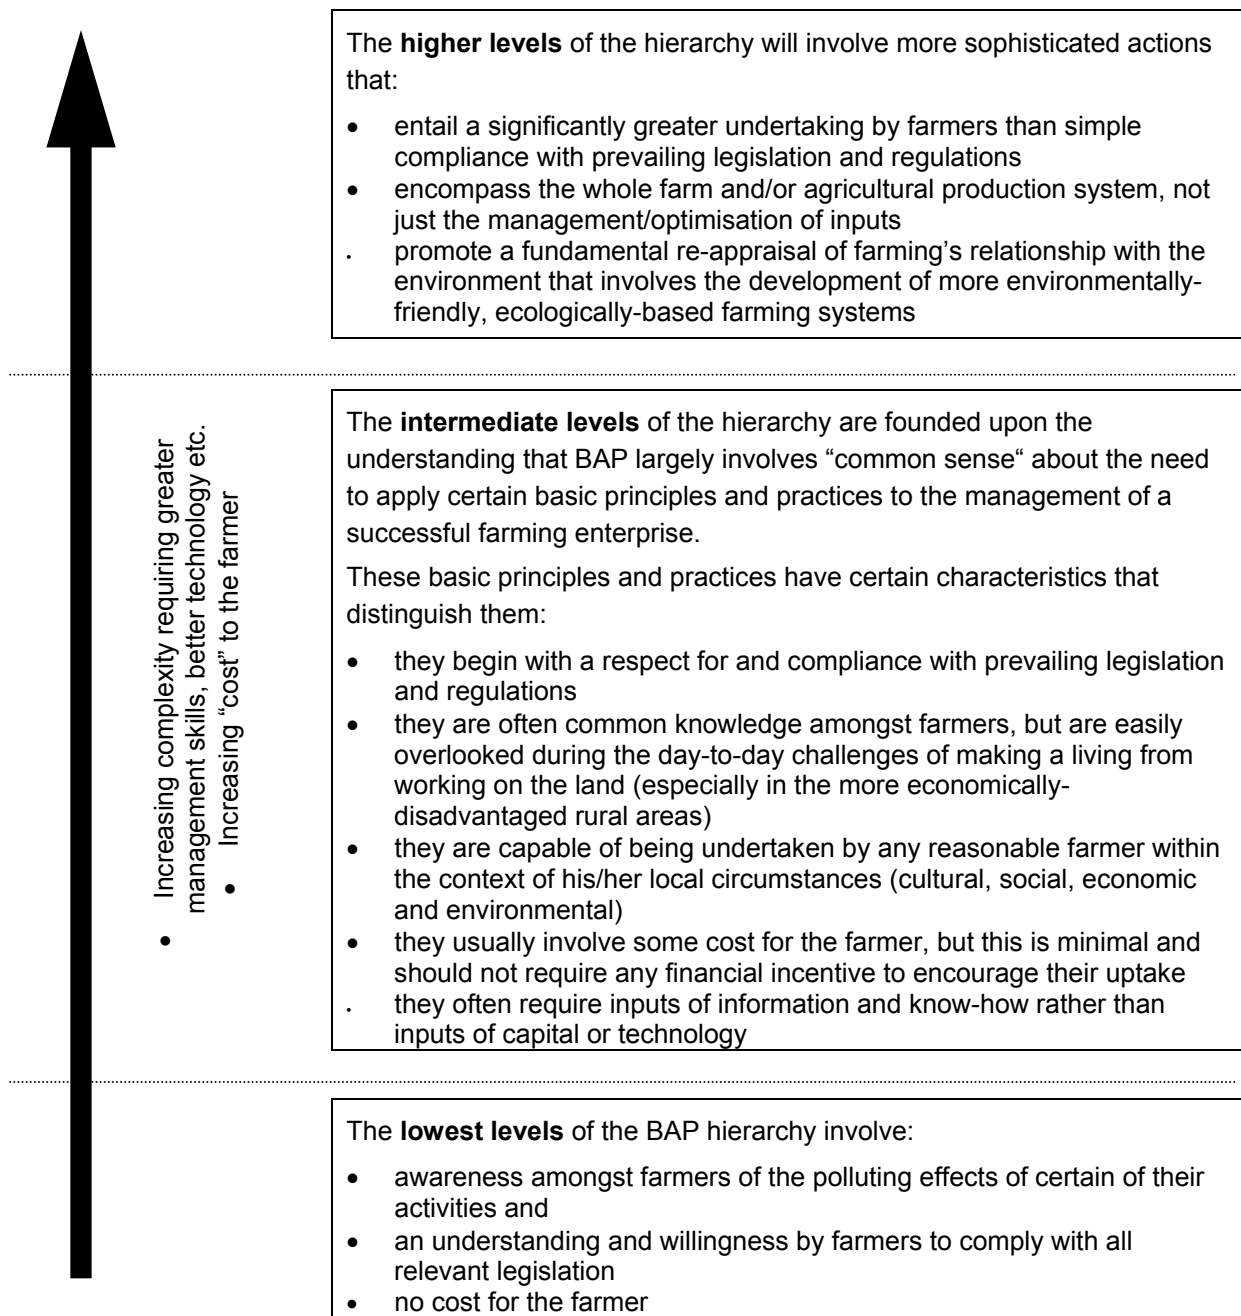 The higher levels of the hierarchy will involve more sophisticated actions
that:
• entail a significantly greater undertaking by farmers than simple
compliance with prevailing legislation and regulations
• encompass the whole farm and/or agricultural production system, not
just the management/optimisation of inputs
• promote a fundamental re-appraisal of farming’s relationship with the
environment that involves the development of more environmentally-
friendly, ecologically-based farming systems
• Increasing complexity requiring greater
management skills, better technology etc.
• Increasing “cost” to the farmer
The intermediate levels of the hierarchy are founded upon the
understanding that BAP largely involves “common sense“ about the need
to apply certain basic principles and practices to the management of a
successful farming enterprise.
These basic principles and practices have certain characteristics that
distinguish them:
• they begin with a respect for and compliance with prevailing legislation
and regulations
• they are often common knowledge amongst farmers, but are easily
overlooked during the day-to-day challenges of making a living from
working on the land (especially in the more economically-
disadvantaged rural areas)
• they are capable of being undertaken by any reasonable farmer within
the context of his/her local circumstances (cultural, social, economic
and environmental)
• they usually involve some cost for the farmer, but this is minimal and
should not require any financial incentive to encourage their uptake
• they often require inputs of information and know-how rather than
inputs of capital or technology
The lowest levels of the BAP hierarchy involve:
• awareness amongst farmers of the polluting effects of certain of their
activities and
• an understanding and willingness by farmers to comply with all
relevant legislation
• no cost for the farmer